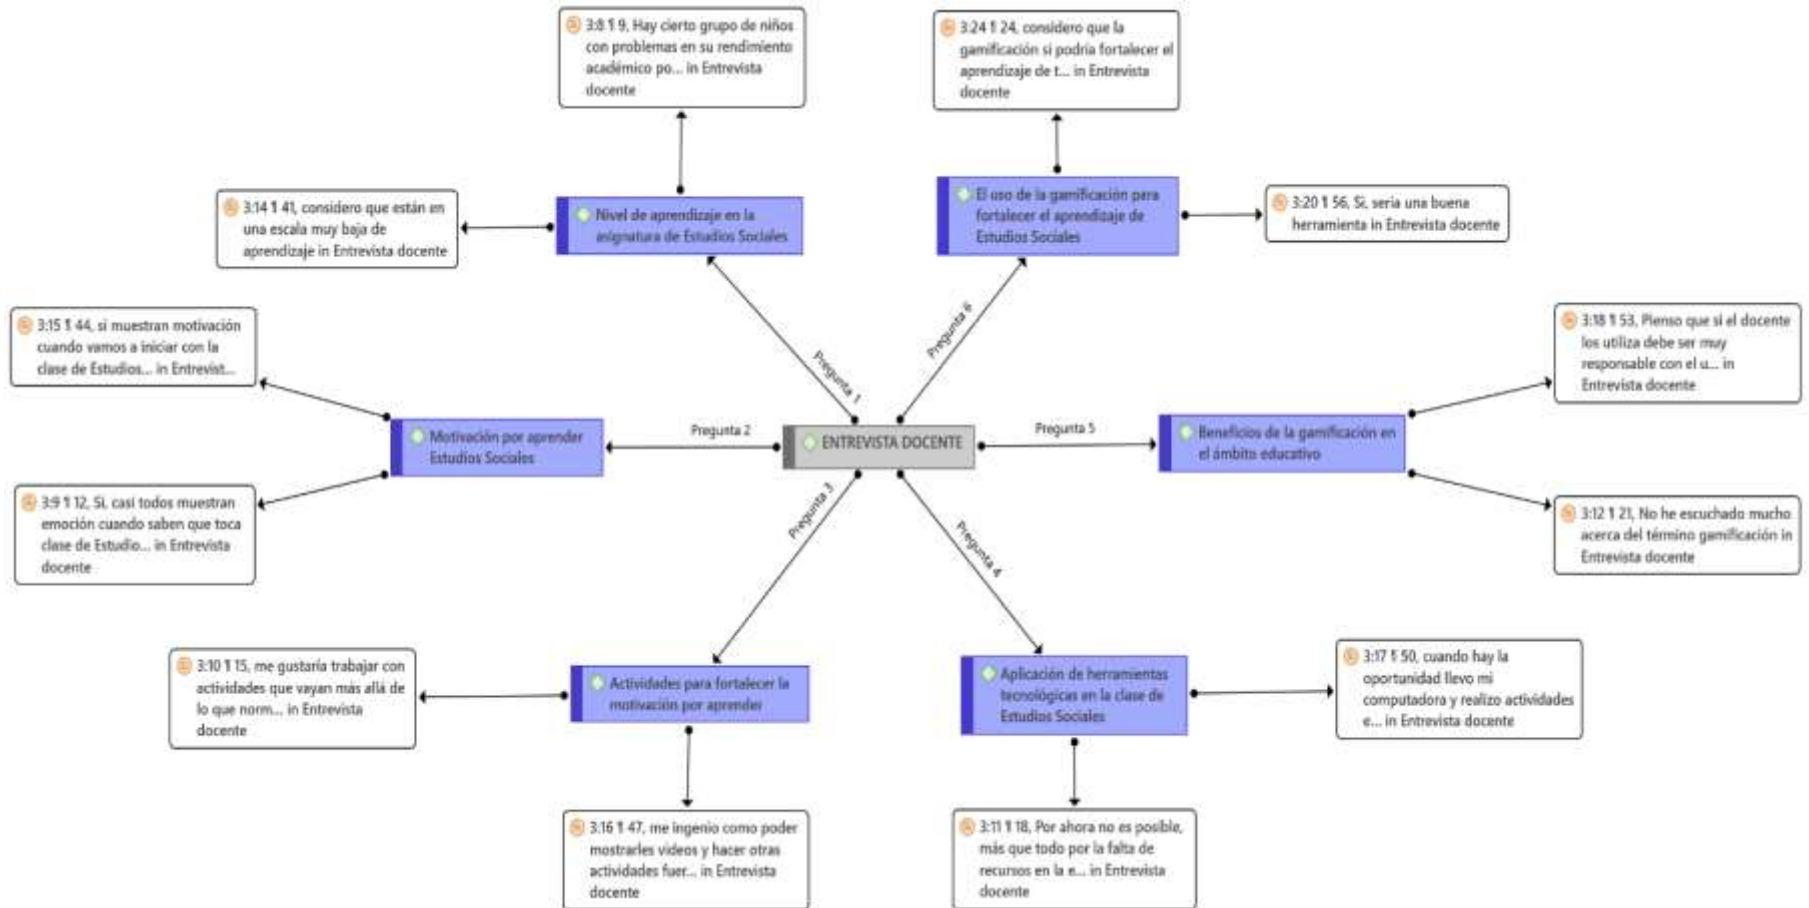 3:8 ¶ 9, Hay cierto grupo de niños
con problemas en su rendimiento
académico po... in Entrevista
docente
3:24 ¶ 24, considero que la
gamificación si podría fortalecer el
aprendizaje de t... in Entrevista
docente
3:14 ¶ 41, considero que están en
una escala muy baja de
aprendizaje in Entrevista docente
Nivel de aprendizaje en la
asignatura de Estudios Sociales
El uso de la gamificación para
fortalecer el aprendizaje de
Estudios Sociales
3:20 ¶ 56, Si, seria una buena
herramienta in Entrevista docente
3:15 ¶ 44, si muestran motivación
cuando vamos a iniciar con la
clase de Estudios... in Entrevist...
Pregunta 1
Pregunta 6
3:18 ¶ 53, Pienso que si el docente
los utiliza debe ser muy
responsable con el u... in
Entrevista docente
Motivación por aprender
Estudios Sociales
Pregunta 2
ENTREVISTA DOCENTE
Pregunta 5
Beneficios de la gamificación en
el ámbito educativo
3:9 ¶ 12, Si, casi todos muestran
emoción cuando saben que toca
clase de Estudio... in Entrevista
docente
Pregunta 3
Pregunta 4
3:12 ¶ 21, No he escuchado mucho
acerca del término gamificación in
Entrevista docente
3:10 ¶ 15, me gustaría trabajar con
actividades que vayan más allá de
lo que norm... in Entrevista
docente
Actividades para fortalecer la
motivación por aprender
Aplicación de herramientas
tecnológicas en la clase de
Estudios Sociales
3:17 ¶ 50, cuando hay la
oportunidad llevo mi
computadora y realizo actividades
e... in Entrevista docente
3:16 ¶ 47, me ingenio como poder
mostrarles videos y hacer otras
actividades fuer... in Entrevista
docente
3:11 ¶ 18, Por ahora no es posible,
más que todo por la falta de
recursos en la e... in Entrevista
docente